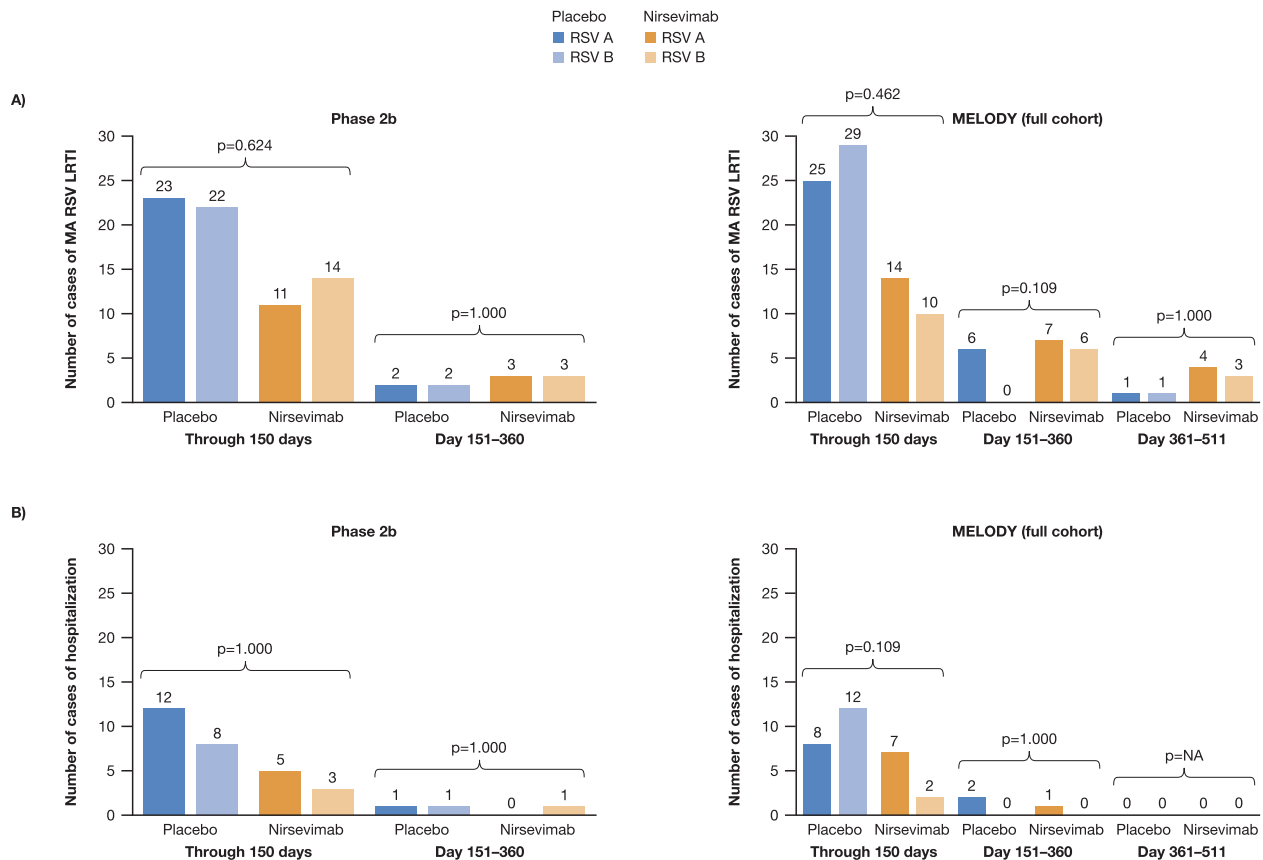 Placebo Nirsevimab
RSV A RSV A
RSV B RSV B
A)
Phase 2b
Number of cases of MA RSV LRTI
30
25
20
15
10
5
0
p=0.624
23
22
11
14
p=1.000
2
2
3
3
Placebo Nirsevimab Placebo Nirsevimab
Through 150 days Day 151–360
MELODY (full cohort)
Number of cases of MA RSV LRTI
30
25
20
15
10
5
0
p=0.462
25
29
14
10
p=0.109
6
0
7
6
p=1.000
1
1
4
3
Placebo Nirsevimab Placebo Nirsevimab Placebo Nirsevimab
Through 150 days Day 151–360 Day 361–511
B)
Phase 2b
Number of cases of hospitalization
30
25
20
15
10
5
0
p=1.000
12
8
5
3
p=1.000
1
1
0
1
Placebo Nirsevimab Placebo Nirsevimab
Through 150 days Day 151–360
MELODY (full cohort)
Number of cases of hospitalization
30
25
20
15
10
5
0
p=0.109
8
12
7
2
p=1.000
2
0
1
0
p=NA
0
0
0
0
Placebo Nirsevimab Placebo Nirsevimab Placebo Nirsevimab
Through 150 days Day 151–360 Day 361–511